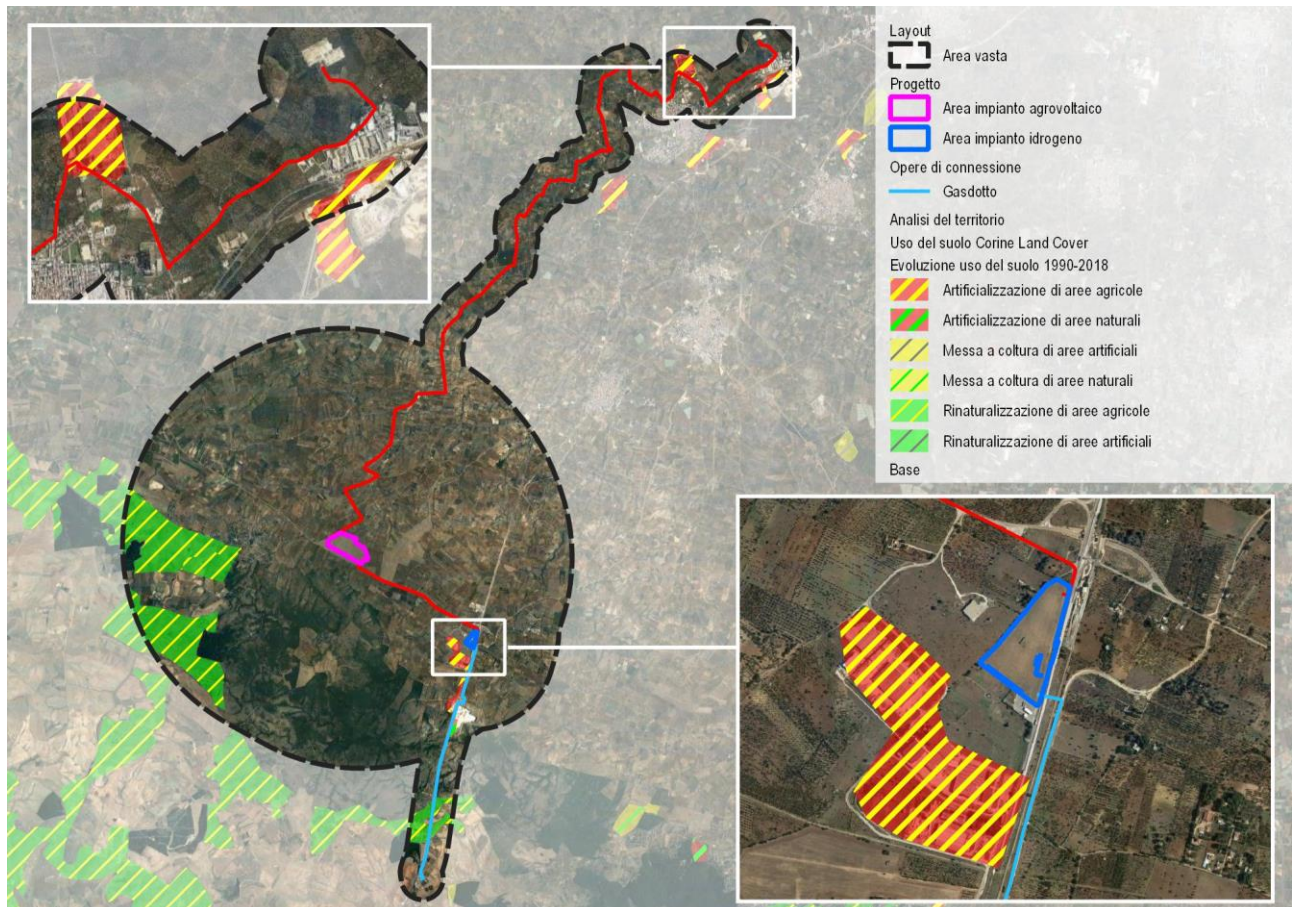 Layout
Area vasta
Progetto
Area impianto agrovoltaico
Area impianto idrogeno
Opere di connessione
Gasdotto
Analisi del territorio
Uso del suolo Corine Land Cover
Evoluzione uso del suolo 1990-2018
Artificializzazione di aree agricole
Artificializzazione di aree naturali
Messa a coltura di aree artificiali
Messa a coltura di aree naturali
Rinaturalizzazione di aree agricole
Rinaturalizzazione di aree artificiali
Base